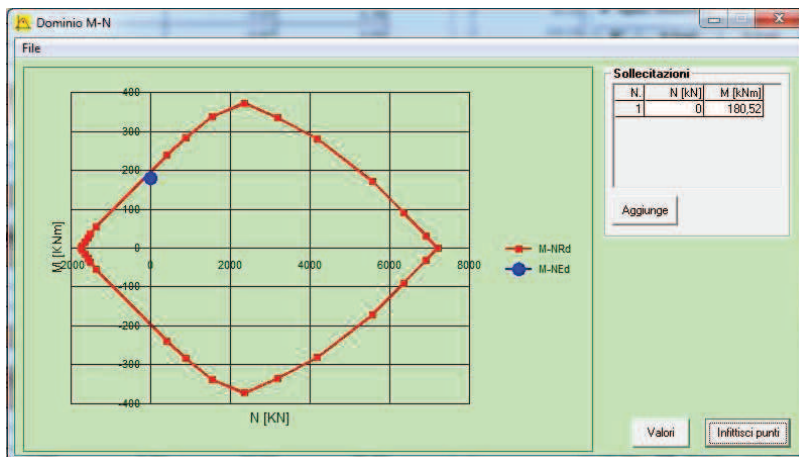 Dominio M-N
File
400
300
200
100
0
-100
-200
-300
-400
M [KNm]
2000
0
2000
4000
6000
8000
N [KN]
M-NRd
M-NEd
Sollecitazioni
N. N [kN] M [kNm]
1 0 180,52
Aggiunge
Valori
Infittisci punti